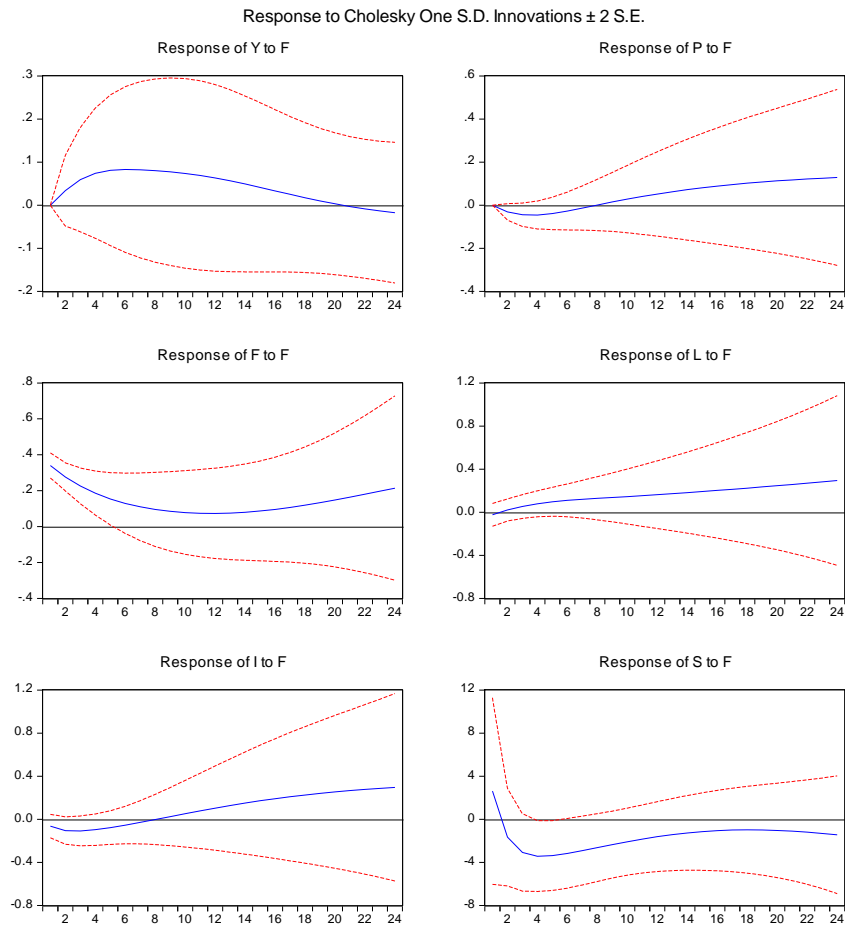 Response to Cholesky One S.D. Innovations ± 2 S.E.
Response of Y to F
.3
.2
.1
.0
-.1
-.2
2 4 6 8 10 12 14 16 18 20 22 24
Response of P to F
.6
.4
.2
.0
-.2
-.4
2 4 6 8 10 12 14 16 18 20 22 24
Response of F to F
.8
.6
.4
.2
.0
-.2
-.4
2 4 6 8 10 12 14 16 18 20 22 24
Response of L to F
1.2
0.8
0.4
0.0
-0.4
-0.8
2 4 6 8 10 12 14 16 18 20 22 24
Response of I to F
1.2
0.8
0.4
0.0
-0.4
-0.8
2 4 6 8 10 12 14 16 18 20 22 24
Response of S to F
12
8
4
0
-4
-8
2 4 6 8 10 12 14 16 18 20 22 24